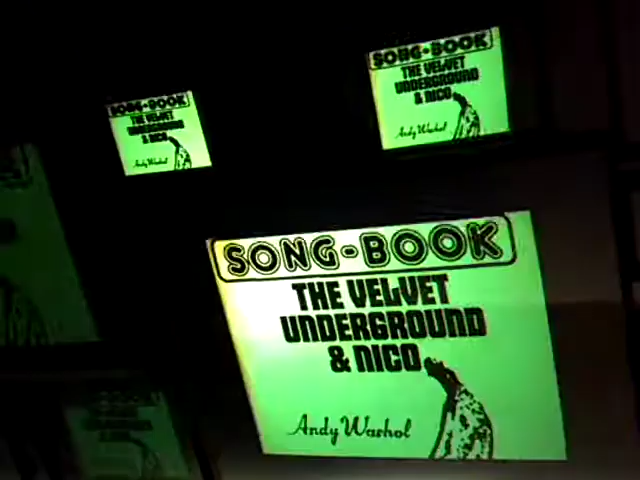 SONG-BOOK
THE VELVET
UNDERGROUND
& NICO
Andy Warhol
SONG-BOOK
THE VELVET
UNDERGROUND
& NICO
Andy Warhol
SONG-BOOK
THE VELVET
UNDERGROUND
& NICO
Andy Warhol